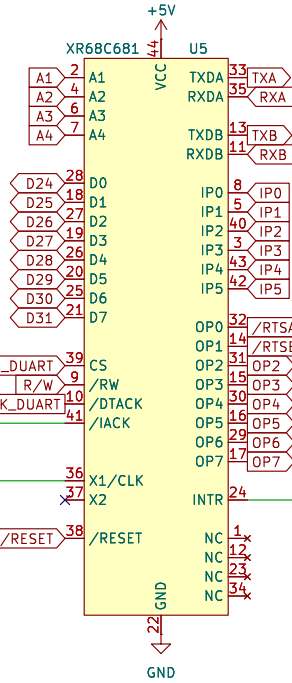 +5V
XR68C681 44 U5
VCC
A1 2 A1 TXDA 33 TXA
A2 4 A2 RXDA 35 RXA
A3 6 A3
A4 7 A4 TXDB 13 TXB
RXDB 11 RXB
D24 28 D0 IP0 8 IP0
D25 18 D1 IP1 5 IP1
D26 27 D2 IP2 40 IP2
D27 19 D3 IP3 3 IP3
D28 26 D4 IP4 43 IP4
D29 20 D5 IP5 42 IP5
D30 25 D6
D31 21 D7 OP0 32 /RTSA
OP1 14 /RTSB
_DUART 39 CS OP2 31 OP2
R/W 9 /RW OP3 15 OP3
K_DUART 10 /DTACK OP4 30 OP4
41 /IACK OP5 16 OP5
OP6 29 OP6
OP7 17 OP7
36 X1/CLK
37 X2 INTR 24
/RESET 38 /RESET NC 1
NC 12
NC 23
NC 34
GND
22
GND